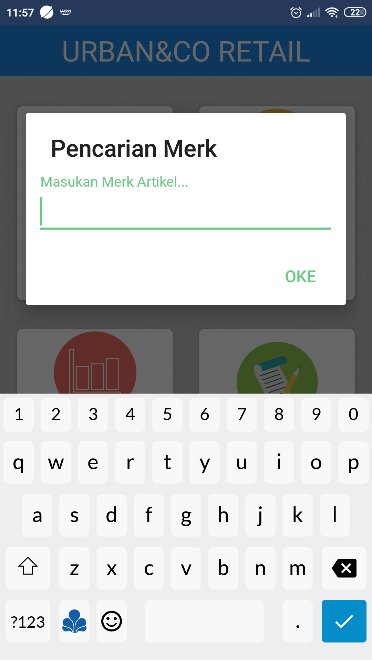 11:57 22
URBAN&CO RETAIL
Pencarian Merk
Masukan Merk Artikel...
OKE
1 2 3 4 5 6 7 8 9 0
q w e r t y u i o p
a s d f g h j k l
z x c v b n m
?123 .